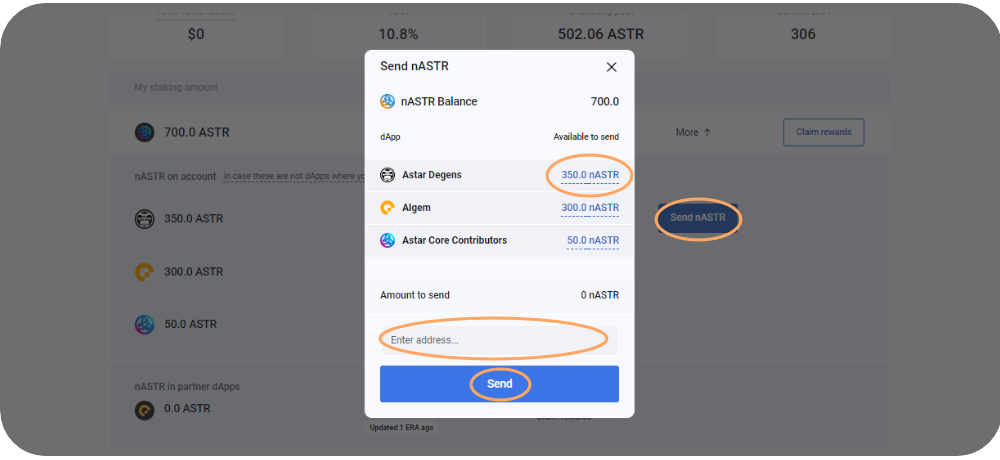 $0
10.8%
502.06 ASTR
306
My staking amount
700.0 ASTR
More ↑
Claim rewards
nASTR on account In case these are not dApps where yo
350.0 ASTR
Send nASTR
300.0 ASTR
50.0 ASTR
nASTR in partner dApps
0.0 ASTR
Updated 1 ERA ago
Send nASTR
nASTR Balance 700.0
dApp Available to send
Astar Degens 350.0 nASTR
Algem 300.0 nASTR
Astar Core Contributors 50.0 nASTR
Amount to send 0 nASTR
Enter address...
Send